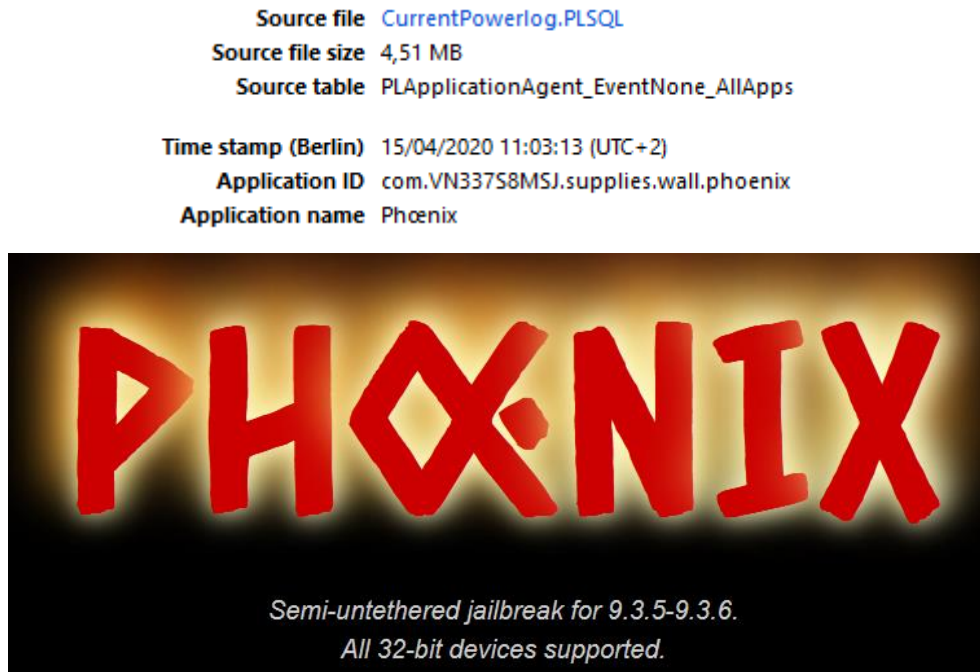 Source file CurrentPowerlog.PLSQL
Source file size 4,51 MB
Source table PLApplicationAgent_EventNone_AllApps
Time stamp (Berlin) 15/04/2020 11:03:13 (UTC+2)
Application ID com.VN337S8MSJ.supplies.wall.phoenix
Application name Phœnix
PHŒNIX
Semi-untethered jailbreak for 9.3.5-9.3.6.
All 32-bit devices supported.